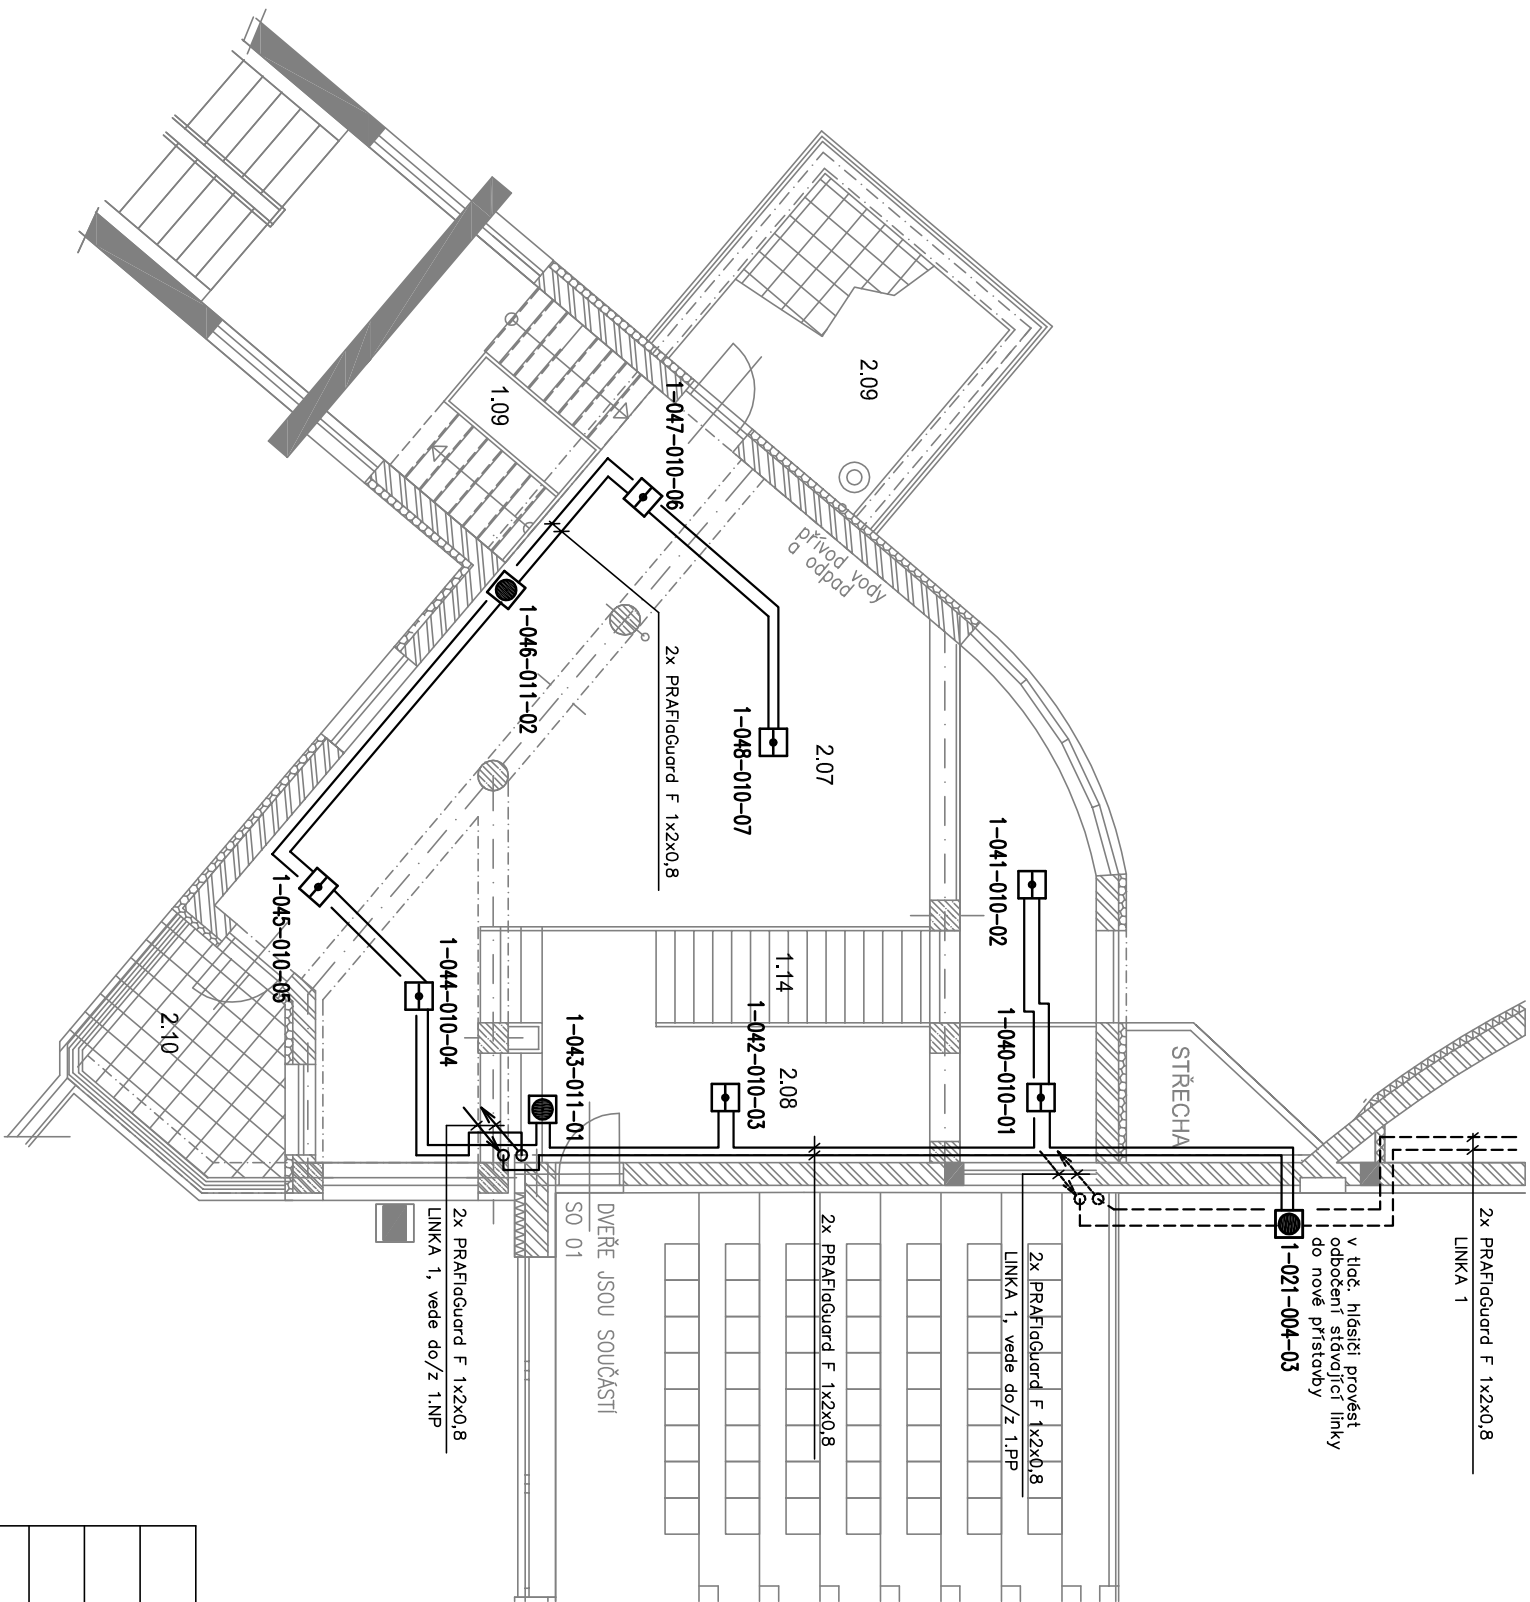 2x PRAFlaGuard F 1x2x0,8
LINKA 1
v tlač. hlásiči provést
odbočení stávající linky
do nové přístavby
1-021-004-03
STŘECHA
2x PRAFlaGuard F 1x2x0,8
LINKA 1, vede do/z 1.PP
1-041-010-02
1-040-010-01
2.09
přívod vody
a odpad
2.07
1-048-010-07
1.14
2.08
1-042-010-03
2x PRAFlaGuard F 1x2x0,8
1-047-010-06
2x PRAFlaGuard F 1x2x0,8
1.09
1-046-011-02
1-043-011-01
DVEŘE JSOU SOUČÁSTÍ
SO 01
1-044-010-04
2x PRAFlaGuard F 1x2x0,8
LINKA 1, vede do/z 1.NP
1-045-010-05
2.10